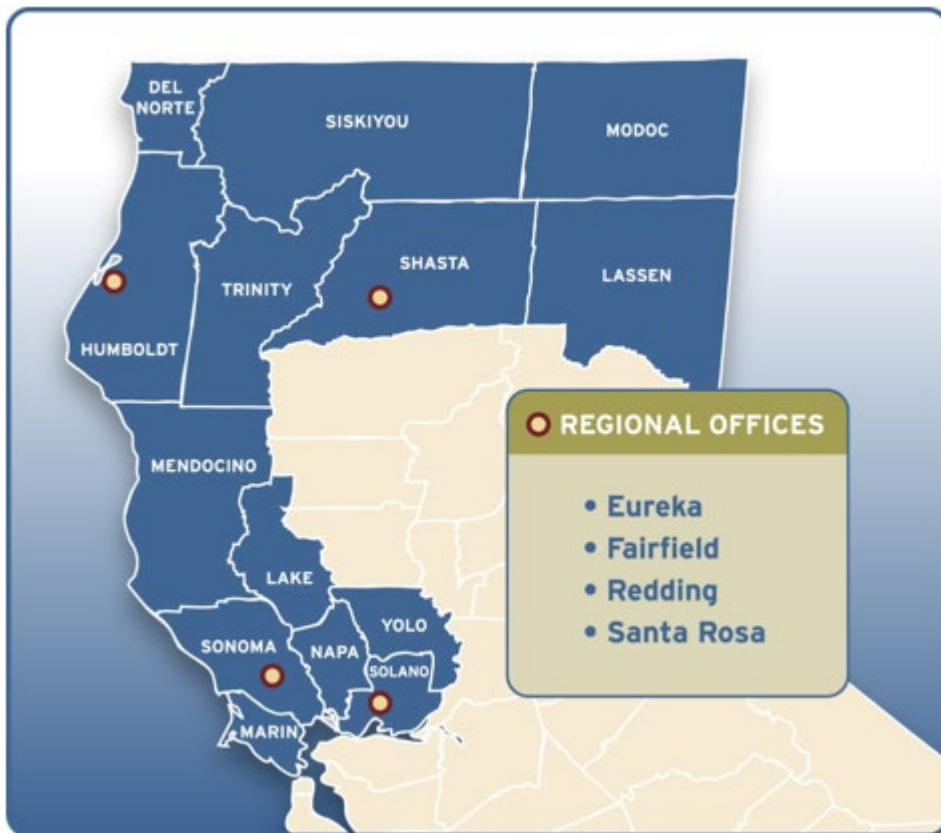 DEL
NORTE
SISKIYOU
MODOC
SHASTA
LASSEN
TRINITY
HUMBOLDT
REGIONAL OFFICES
MENDOCINO
• Eureka
• Fairfield
• Redding
• Santa Rosa
LAKE
YOLO
SONOMA
NAPA
SOLANO
MARIN